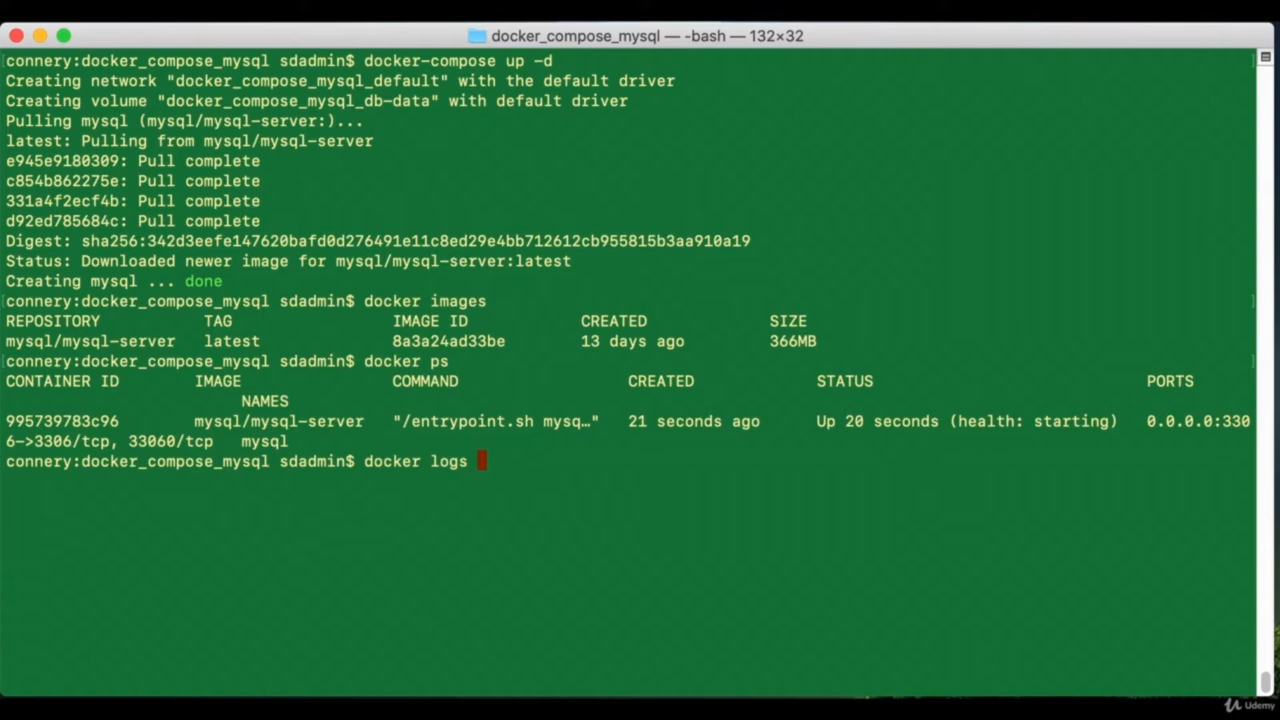 docker_compose_mysql — -bash — 132×32
[connery:docker_compose_mysql sdadmin$ docker-compose up -d ]
Creating network "docker_compose_mysql_default" with the default driver
Creating volume "docker_compose_mysql_db-data" with default driver
Pulling mysql (mysql/mysql-server:)...
latest: Pulling from mysql/mysql-server
e945e9180309: Pull complete
c854b862275e: Pull complete
331a4f2ecf4b: Pull complete
d92ed785684c: Pull complete
Digest: sha256:342d3eefe147620bafd0d276491e11c8ed29e4bb712612cb955815b3aa910a19
Status: Downloaded newer image for mysql/mysql-server:latest
Creating mysql ... done
[connery:docker_compose_mysql sdadmin$ docker images ]
REPOSITORY TAG IMAGE ID CREATED SIZE
mysql/mysql-server latest 8a3a24ad33be 13 days ago 366MB
[connery:docker_compose_mysql sdadmin$ docker ps ]
CONTAINER ID IMAGE COMMAND CREATED STATUS PORTS
NAMES
995739783c96 mysql/mysql-server "/entrypoint.sh mysq…" 21 seconds ago Up 20 seconds (health: starting) 0.0.0.0:330
6->3306/tcp, 33060/tcp mysql
connery:docker_compose_mysql sdadmin$ docker logs
Udemy